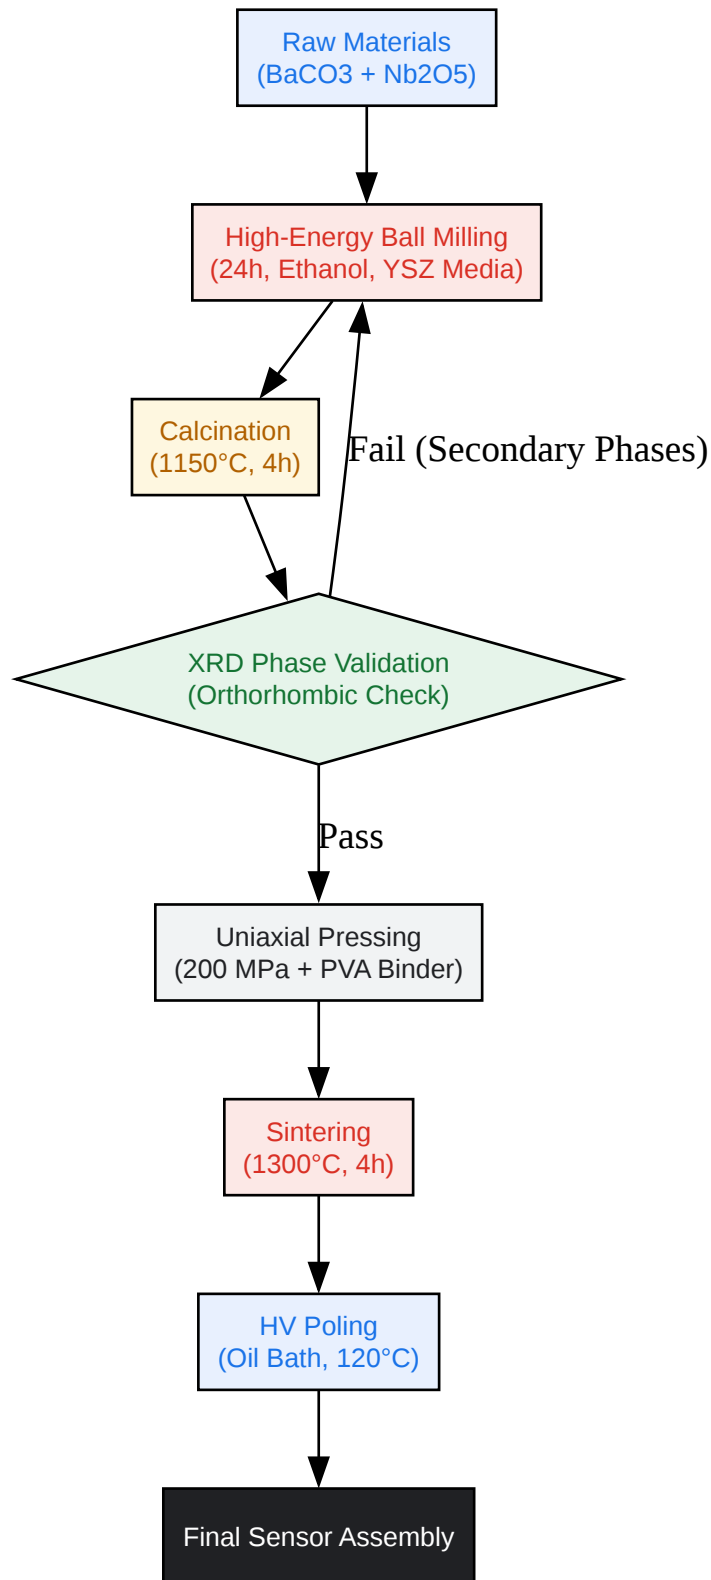 Raw Materials
(BaCO3 + Nb2O5)
High-Energy Ball Milling
(24h, Ethanol, YSZ Media)
Calcination
(1150°C, 4h)
Fail (Secondary Phases)
XRD Phase Validation
(Orthorhombic Check)
Pass
Uniaxial Pressing
(200 MPa + PVA Binder)
Sintering
(1300°C, 4h)
HV Poling
(Oil Bath, 120°C)
Final Sensor Assembly